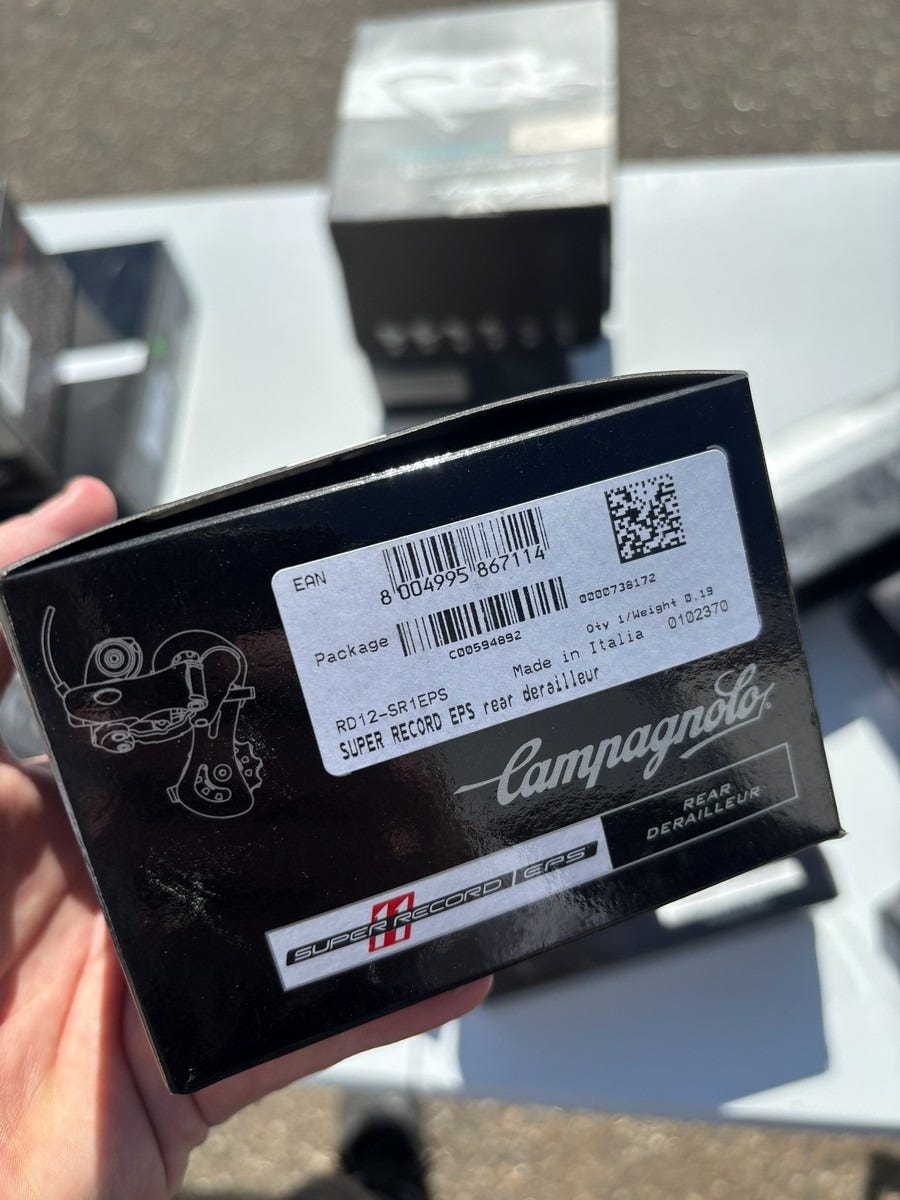 EAN
8 004995 867114
Package
C00594892
0000738172
Qty 1/Weight 0,19
Made in Italia 0102370
RD12-SR1EPS
SUPER RECORD EPS rear derailleur
Campagnolo
REAR
DERAILLEUR
11
SUPER RECORD EPS